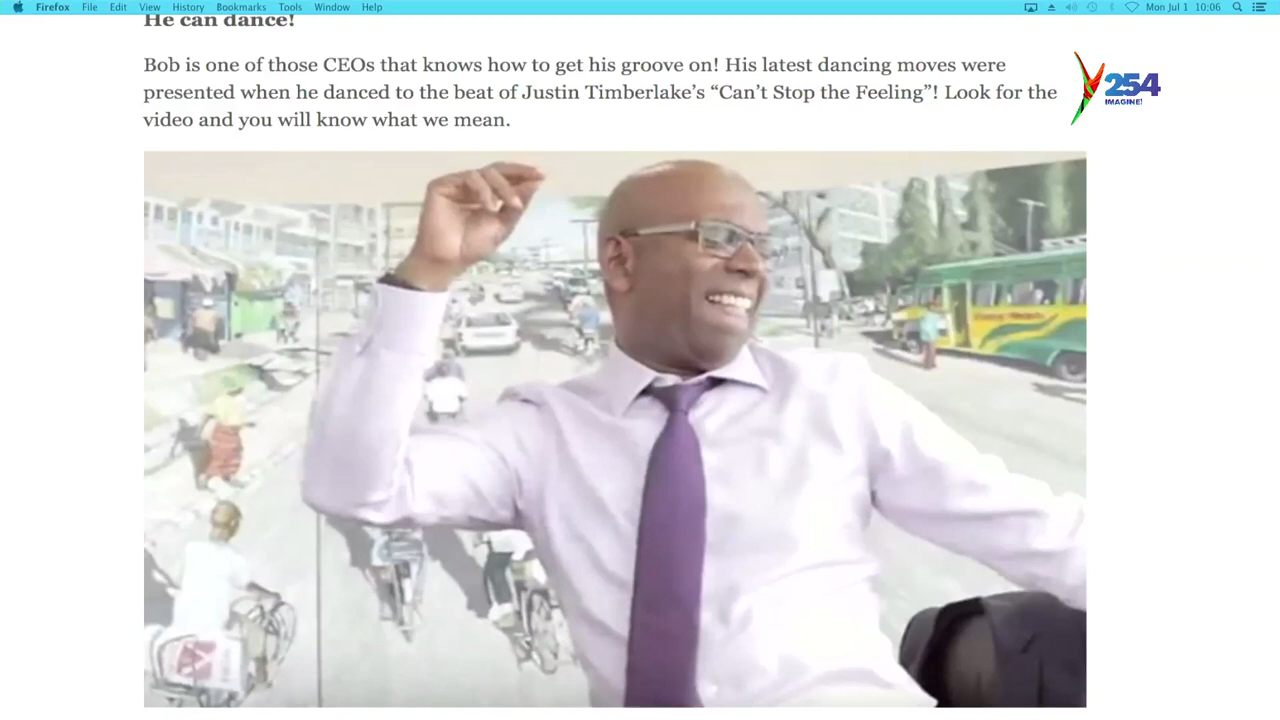 Firefox File Edit View History Bookmarks Tools Window Help Mon Jul 1 10:06
He can dance!
Bob is one of those CEOs that knows how to get his groove on! His latest dancing moves were
presented when he danced to the beat of Justin Timberlake’s “Can’t Stop the Feeling”! Look for the
video and you will know what we mean.
Y254
IMAGINE!